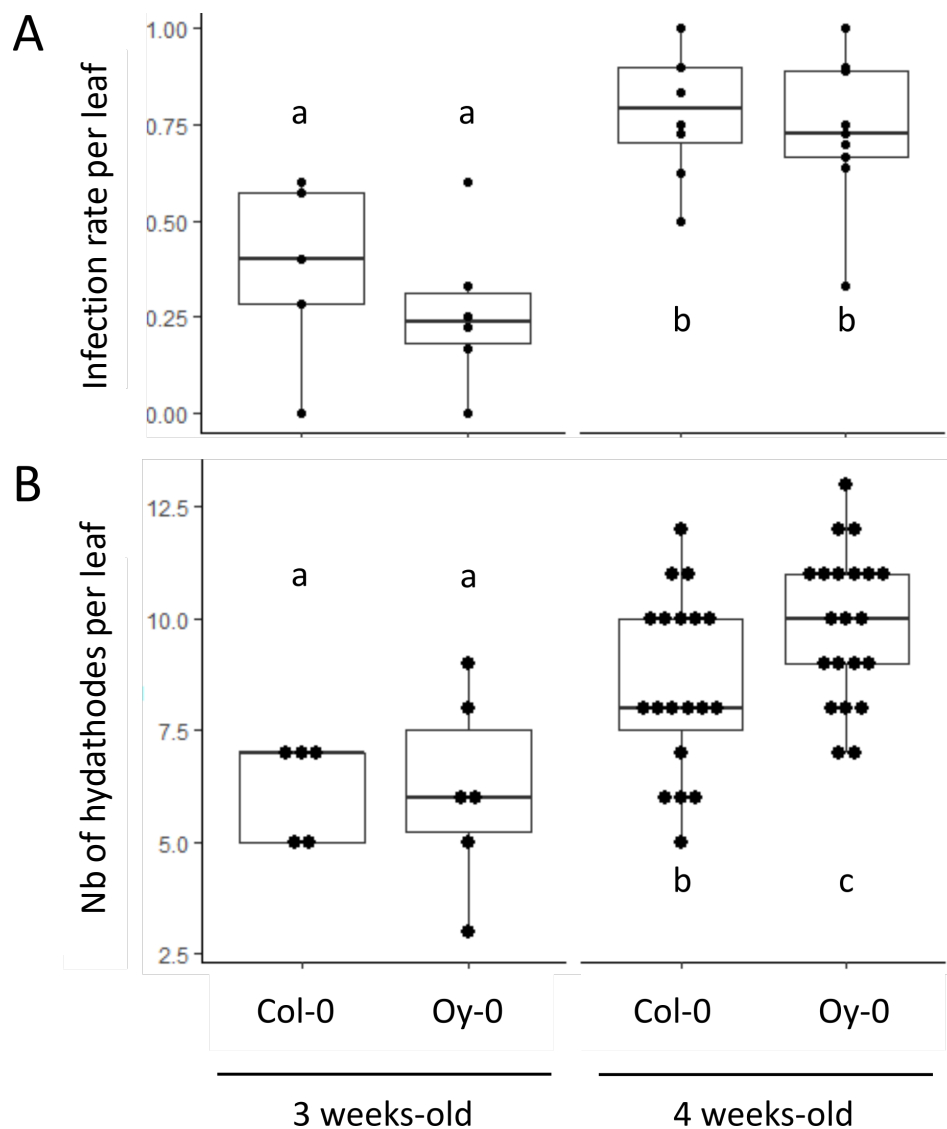 A
Infection rate per leaf
1.00
0.75
0.50
0.25
0.00
a
a
b
b
B
Nb of hydathodes per leaf
12.5
10.0
7.5
5.0
2.5
a
a
b
c
Col-0
Oy-0
Col-0
Oy-0
3 weeks-old
4 weeks-old